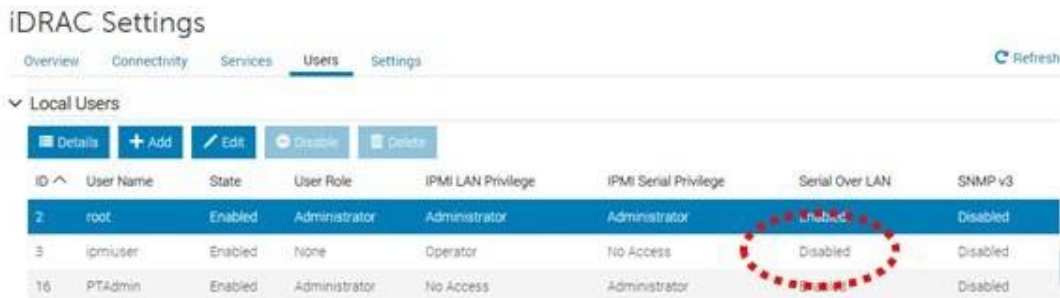 iDRAC Settings
Overview Connectivity Services Users Settings Refresh
Local Users
Details + Add Edit Disable Delete
ID User Name State User Role IPMI LAN Privilege IPMI Serial Privilege Serial Over LAN SNMP v3
2 root Enabled Administrator Administrator Administrator Enabled Disabled
3 ipmiuser Enabled None Operator No Access Disabled Disabled
16 PTAdmin Enabled Administrator No Access Administrator Enabled Disabled